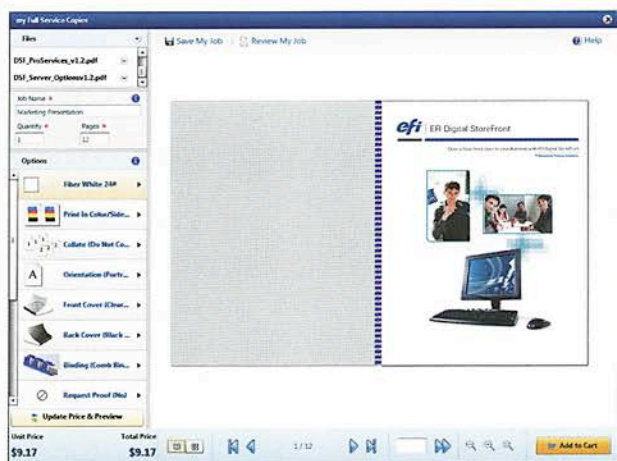 my Full Service Copies
Files
Save My Job
Review My Job
Help
DSF_ProServices_v1.2.pdf
DSF_Server_Optionsv1.2.pdf
Job Name *
Marketing Presentation
Quantity *
Pages *
1
12
Options
Fiber White 24#
Print In Color/Side...
Collate (Do Not Co...
Orientation (Portr...
A
Front Cover (Clear...
Back Cover (Black ...
Binding (Comb Bin...
Request Proof (No)
Update Price & Preview
Unit Price
Total Price
$9.17
$9.17
efi
ER Digital StoreFront
1 / 12
Add to Cart